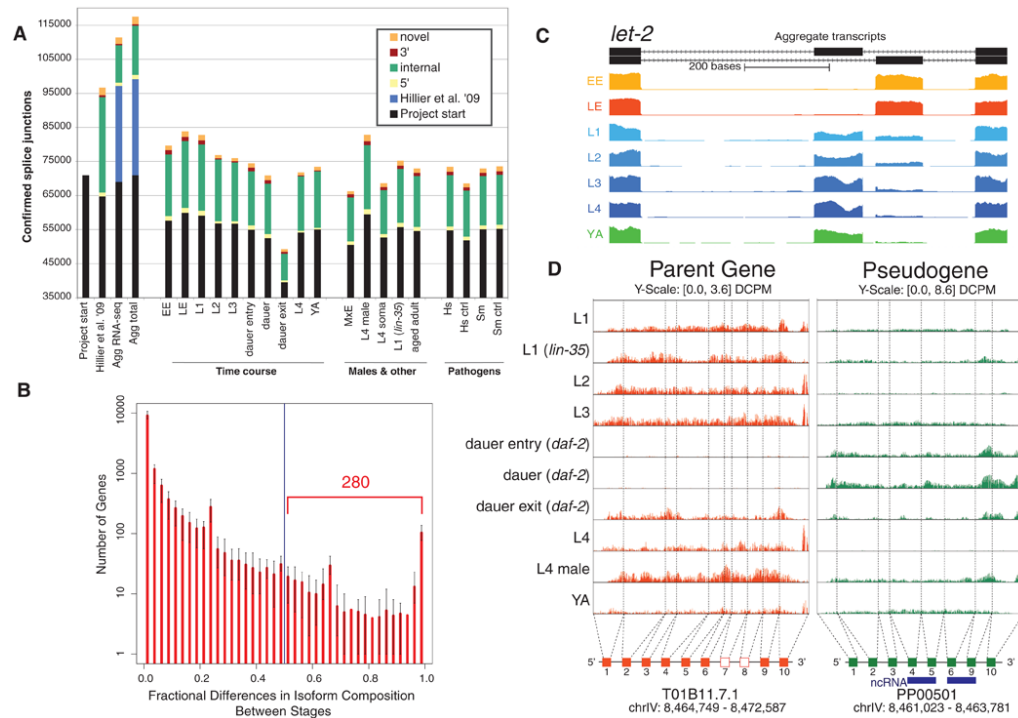 A
Confirmed splice junctions
115000
105000
95000
85000
75000
65000
55000
45000
35000
novel
3'
internal
5'
Hillier et al. '09
Project start
Project start
Hillier et al. '09
Agg RNA-seq
Agg total
EE
LE
L1
L2
L3
dauer entry
dauer
dauer exit
L4
YA
MxE
L4 male
L4 soma
L1 (lin-35)
aged adult
Hs
Hs ctrl
Sm
Sm ctrl
Time course
Males & other
Pathogens
B
Number of Genes
10000
1000
100
10
1
280
0.0 0.2 0.4 0.6 0.8 1.0
Fractional Differences in Isoform Composition
Between Stages
C
let-2
Aggregate transcripts
200 bases
EE
LE
L1
L2
L3
L4
YA
D
Parent Gene
Y-Scale: [0.0, 3.6] DCPM
Pseudogene
Y-Scale: [0.0, 8.6] DCPM
L1
L1 (lin-35)
L2
L3
dauer entry (daf-2)
dauer (daf-2)
dauer exit (daf-2)
L4
L4 male
YA
5' 3'
1 2 3 4 5 6 7 8 9 10
T01B11.7.1
chrIV: 8,464,749 - 8,472,587
5' 3'
1 2 3 4 5 6 9 10
ncRNA
PP00501
chrIV: 8,461,023 - 8,463,781